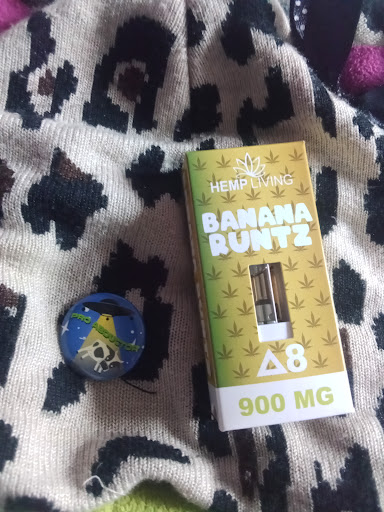 HEMP LIVING
BANANA
RUNTZ
Δ8
900 MG